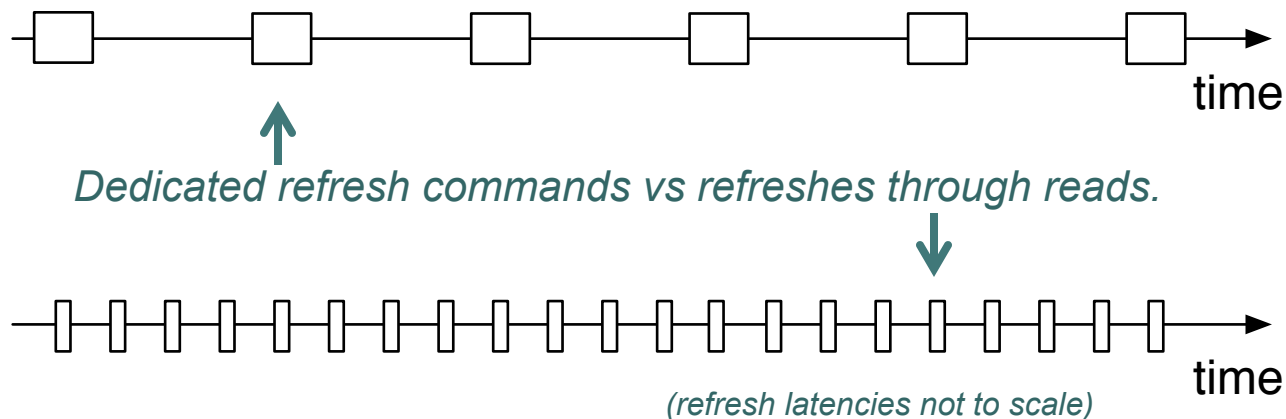 time
Dedicated refresh commands vs refreshes through reads.
time
(refresh latencies not to scale)